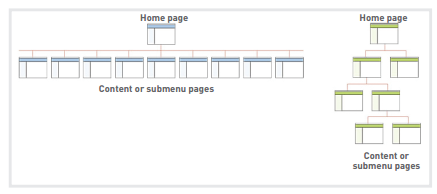 Home page
Home page
Content or submenu pages
Content or
submenu pages